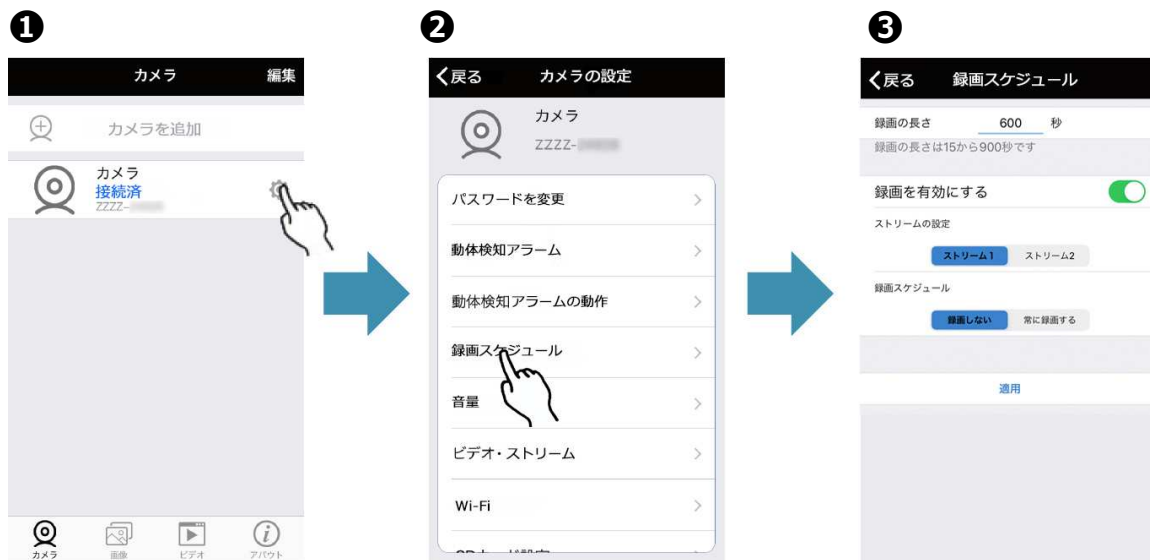 ❶
カメラ 編集
カメラを追加
カメラ
接続済
ZZZZ-
カメラ
画像
ビデオ
アバウト
❷
戻る カメラの設定
カメラ
ZZZZ-
パスワードを変更
動体検知アラーム
動体検知アラームの動作
録画スケジュール
音量
ビデオ・ストリーム
Wi-Fi
❸
戻る 録画スケジュール
録画の長さ 600 秒
録画の長さは15から900秒です
録画を有効にする
ストリームの設定
ストリーム1 ストリーム2
録画スケジュール
録画しない 常に録画する
適用